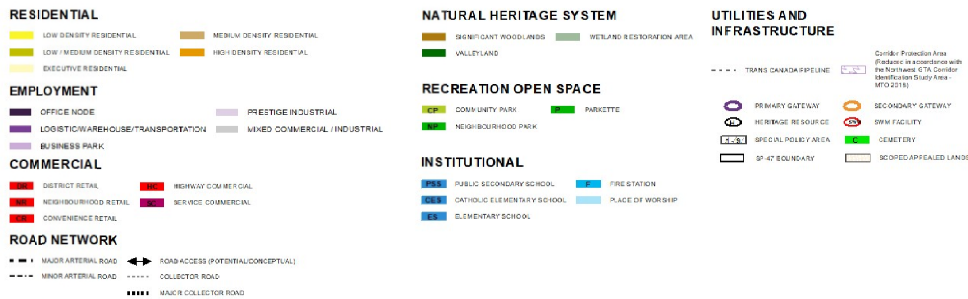 RESIDENTIAL
LOW DENSITY RESIDENTIAL
MEDIUM DENSITY RESIDENTIAL
LOW / MEDIUM DENSITY RESIDENTIAL
HIGH DENSITY RESIDENTIAL
EXECUTIVE RESIDENTIAL
EMPLOYMENT
OFFICE NODE
PRESTIGE INDUSTRIAL
LOGISTIC/WAREHOUSE/TRANSPORTATION
MIXED COMMERCIAL / INDUSTRIAL
BUSINESS PARK
COMMERCIAL
DR DISTRICT RETAIL
HC HIGHWAY COMMERCIAL
NR NEIGHBOURHOOD RETAIL
SC SERVICE COMMERCIAL
CR CONVENIENCE RETAIL
ROAD NETWORK
MAJOR ARTERIAL ROAD
ROAD ACCESS (POTENTIAL/CONCEPTUAL)
MINOR ARTERIAL ROAD
COLLECTOR ROAD
MAJOR COLLECTOR ROAD
NATURAL HERITAGE SYSTEM
SIGNIFICANT WOODLANDS
WETLAND RESTORATION AREA
VALLEYLAND
RECREATION OPEN SPACE
CP COMMUNITY PARK
P PARKETTE
NP NEIGHBOURHOOD PARK
INSTITUTIONAL
PSS PUBLIC SECONDARY SCHOOL
F FIRE STATION
CES CATHOLIC ELEMENTARY SCHOOL
PLACE OF WORSHIP
ES ELEMENTARY SCHOOL
UTILITIES AND
INFRASTRUCTURE
TRANS CANADA PIPELINE
Corridor Protection Area
(Reduced in accordance with
the Northwest GTA Corridor
Identification Study Area -
MTO 2015)
PRIMARY GATEWAY
SECONDARY GATEWAY
H HERITAGE RESOURCE
SWM SWM FACILITY
SPECIAL POLICY AREA
C CEMETERY
SP-47 BOUNDARY
SCOPED APPEALED LANDS